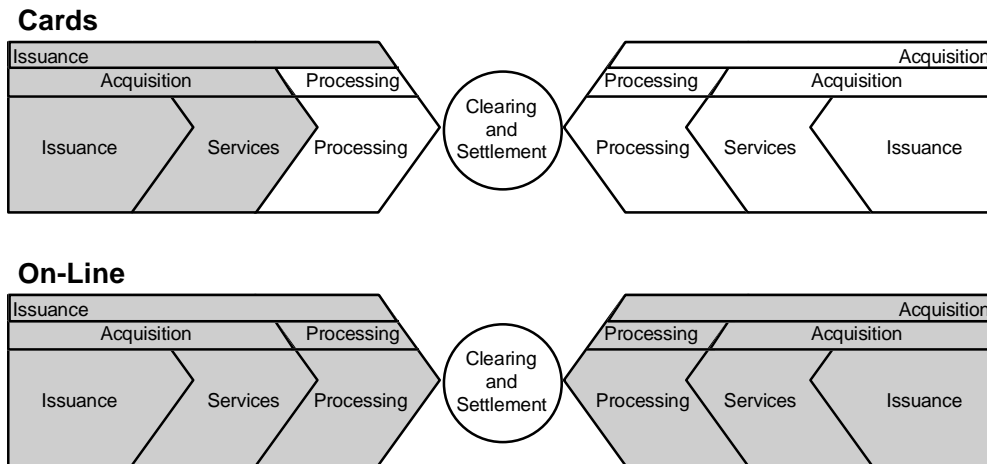 Cards
Issuance
Acquisition
Acquisition
Processing
Processing
Acquisition
Issuance
Services
Processing
Clearing
and
Settlement
Processing
Services
Issuance
On-Line
Issuance
Acquisition
Acquisition
Processing
Processing
Acquisition
Issuance
Services
Processing
Clearing
and
Settlement
Processing
Services
Issuance